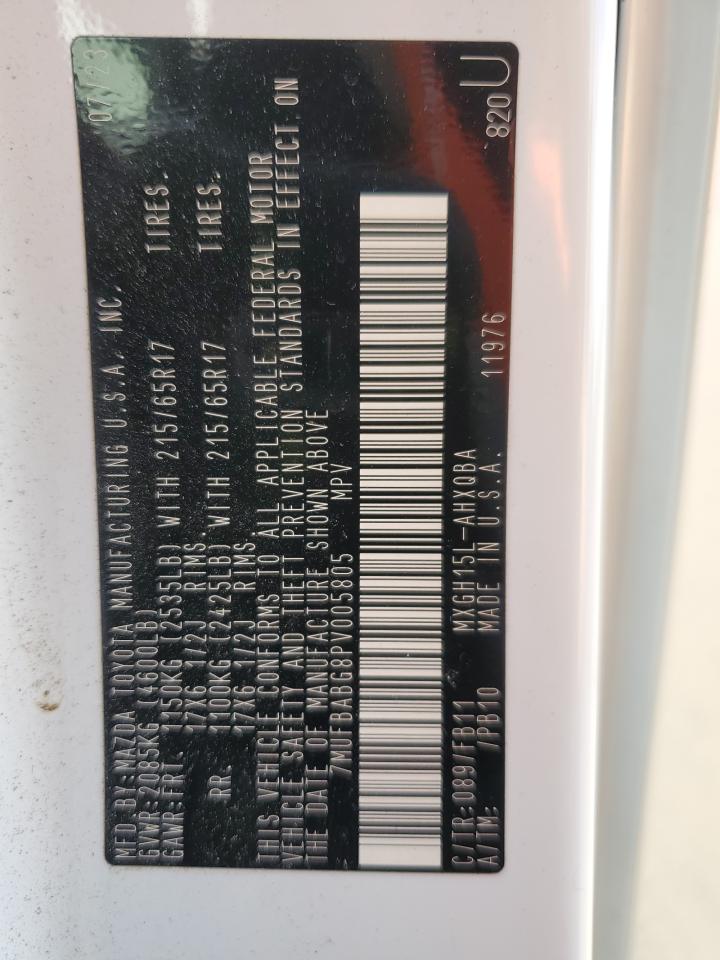 MFD BY:MAZDA TOYOTA MANUFACTURING U.S.A. INC. 07/23
GVWR:2085KG (4600LB)
GAWR:FRT. 1150KG (2535LB) WITH 215/65R17 TIRES.
17X6 1/2J RIMS.
RR. 1100KG (2425LB) WITH 215/65R17 TIRES.
17X6 1/2J RIMS
THIS VEHICLE CONFORMS TO ALL APPLICABLE FEDERAL MOTOR
VEHICLE SAFETY AND THEFT PREVENTION STANDARDS IN EFFECT ON
THE DATE OF MANUFACTURE SHOWN ABOVE
7MUFBABG8PV005805 MPV
C/TR:089/FB11 MXGH15L-AHXQBA
A/TM: /PB10 MADE IN U.S.A. 11976 820 U